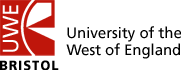 UWE
BRISTOL
University of the
West of England